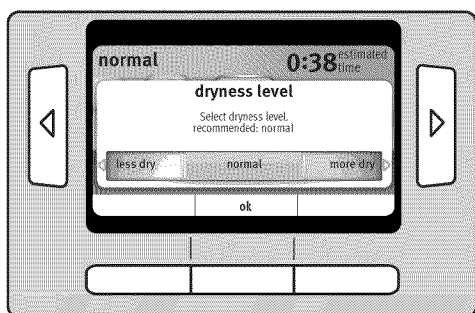 normal 0:38 estimated time
dryness level
Select dryness level.
recommended: normal
less dry normal more dry
ok